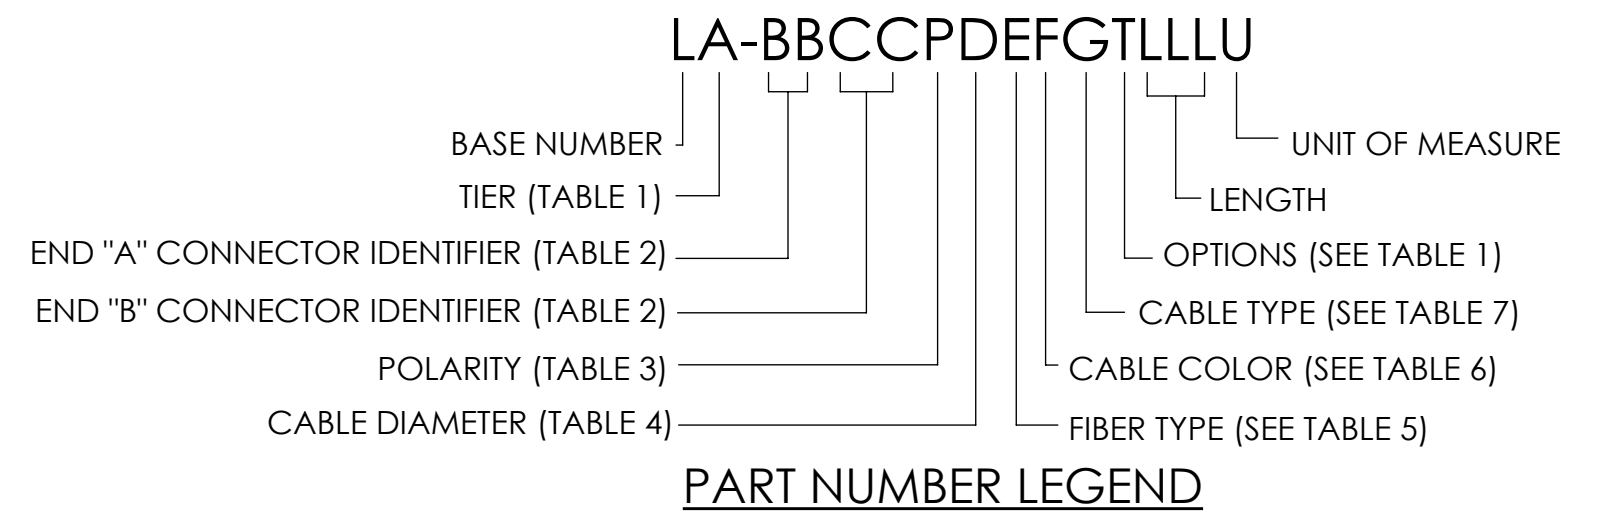 LA-BBCCPDEFGTLLLU
BASE NUMBER
UNIT OF MEASURE
TIER (TABLE 1)
LENGTH
END "A" CONNECTOR IDENTIFIER (TABLE 2)
OPTIONS (SEE TABLE 1)
END "B" CONNECTOR IDENTIFIER (TABLE 2)
CABLE TYPE (SEE TABLE 7)
POLARITY (TABLE 3)
CABLE COLOR (SEE TABLE 6)
CABLE DIAMETER (TABLE 4)
FIBER TYPE (SEE TABLE 5)
PART NUMBER LEGEND